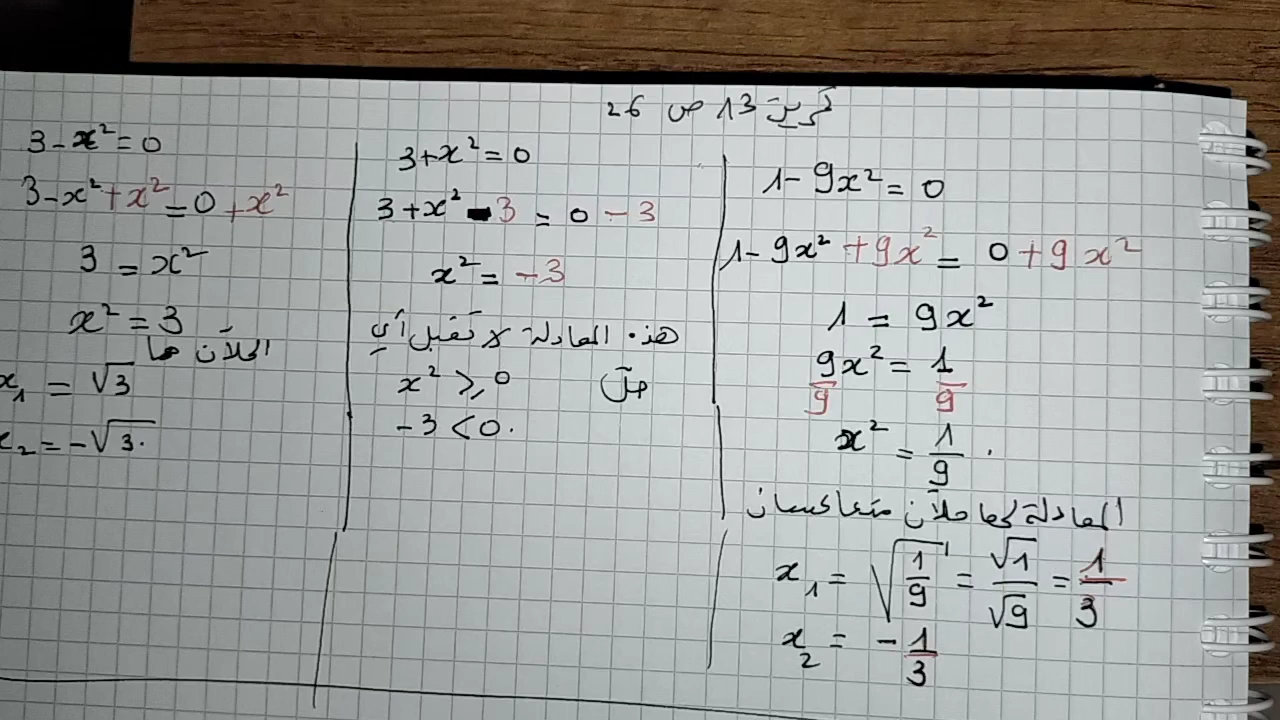 تمرين 13 ص 26
1 - 9x² = 0
1 - 9x² + 9x² = 0 + 9x²
1 = 9x²
9x²/9 = 1/9
x² = 1/9 .
المعادلة لها حلان متعاكسان
x₁ = √(1/9) = √1/√9 = 1/3
x₂ = - 1/3
3 + x² = 0
3 + x² - 3 = 0 - 3
x² = -3
هذه المعادلة لا تقبل أي
حل
x² ⩾ 0
-3 < 0.
3 - x² = 0
3 - x² + x² = 0 + x²
3 = x²
x² = 3
الحلان هما
x₁ = √3
x₂ = -√3.